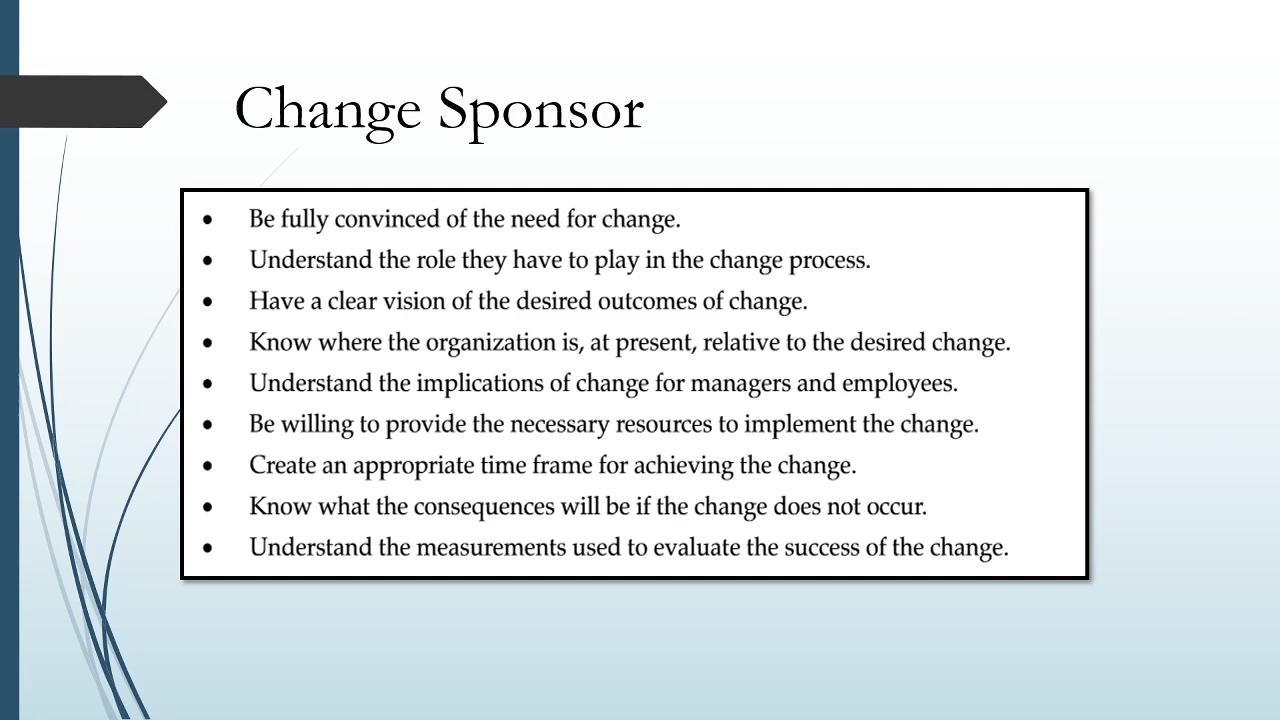 Change Sponsor
• Be fully convinced of the need for change.
• Understand the role they have to play in the change process.
• Have a clear vision of the desired outcomes of change.
• Know where the organization is, at present, relative to the desired change.
• Understand the implications of change for managers and employees.
• Be willing to provide the necessary resources to implement the change.
• Create an appropriate time frame for achieving the change.
• Know what the consequences will be if the change does not occur.
• Understand the measurements used to evaluate the success of the change.